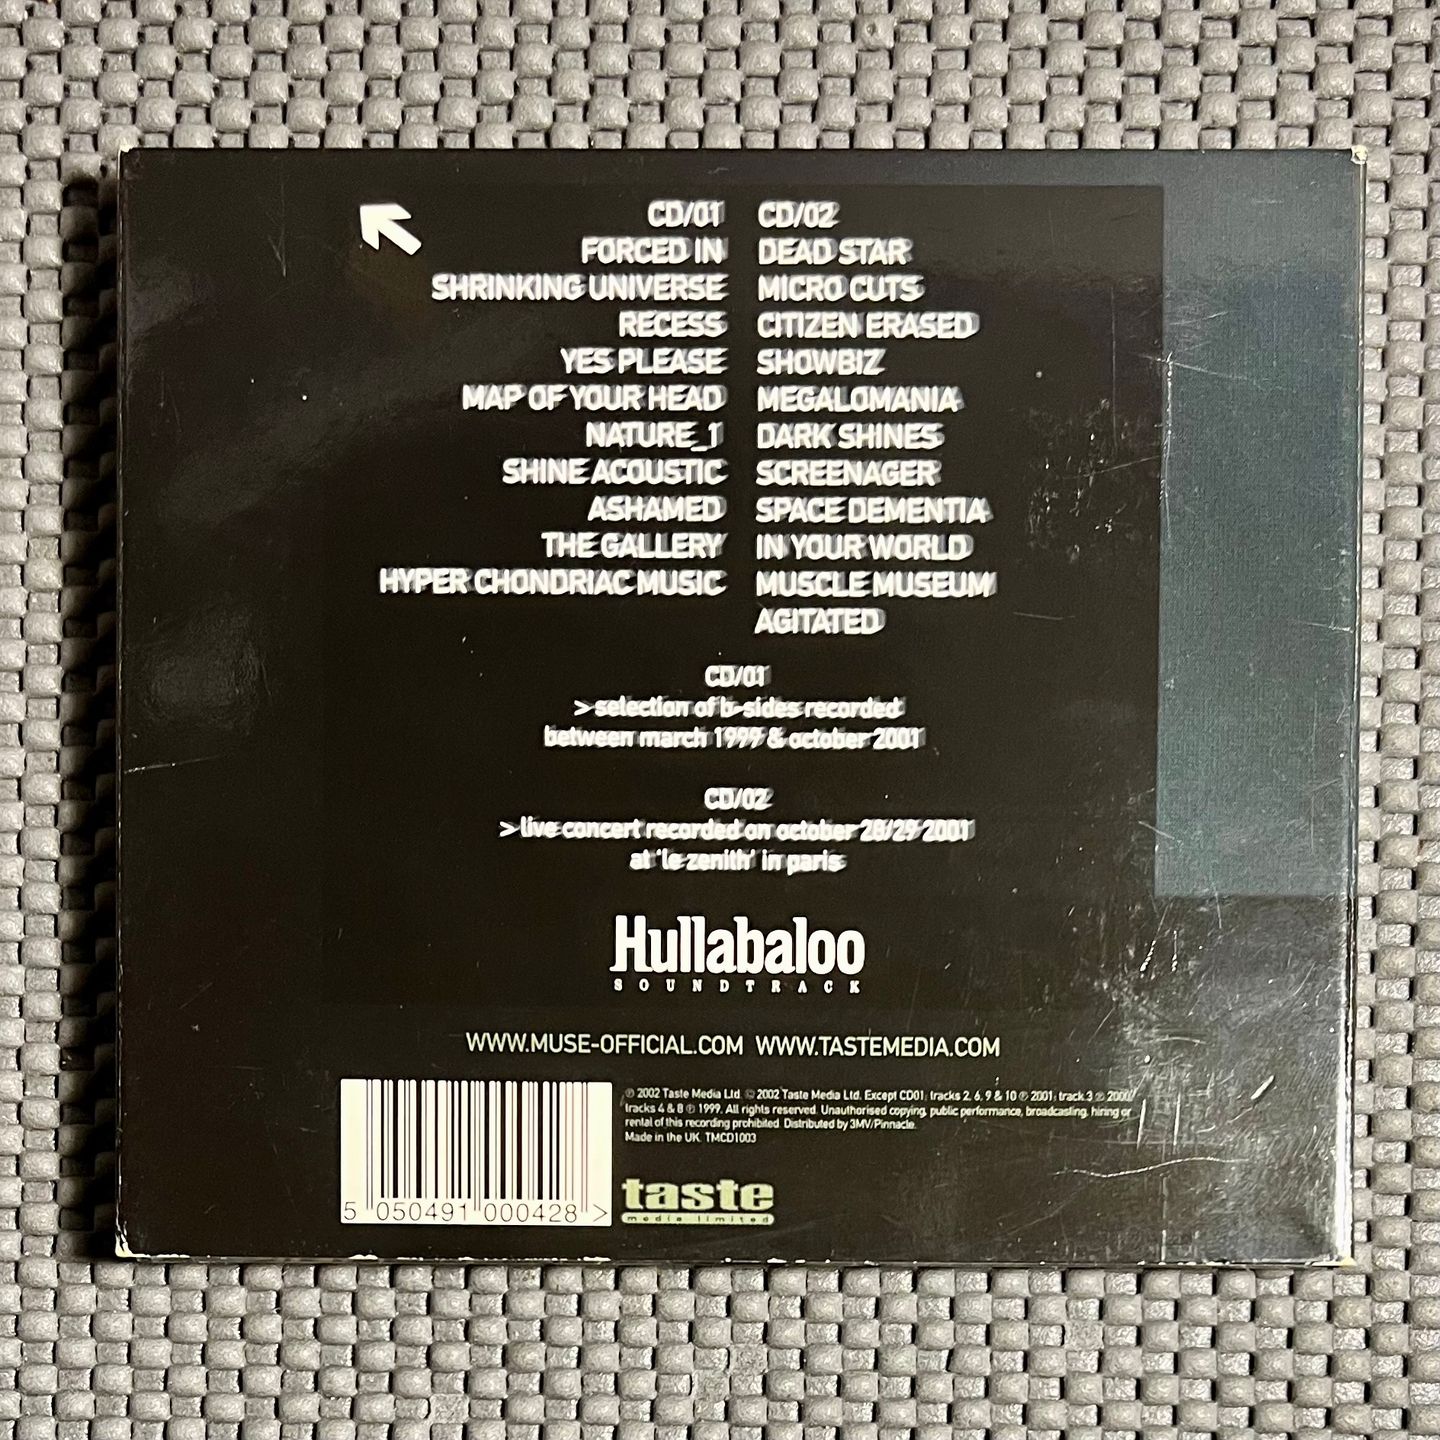 CD/01
FORCED IN
SHRINKING UNIVERSE
RECESS
YES PLEASE
MAP OF YOUR HEAD
NATURE_1
SHINE ACOUSTIC
ASHAMED
THE GALLERY
HYPER CHONDRIAC MUSIC
CD/02
DEAD STAR
MICRO CUTS
CITIZEN ERASED
SHOWBIZ
MEGALOMANIA
DARK SHINES
SCREENAGER
SPACE DEMENTIA
IN YOUR WORLD
MUSCLE MUSEUM
AGITATED
CD/01
> selection of b-sides recorded
between march 1999 & october 2001
CD/02
> live concert recorded on october 28/29 2001
at 'le zenith' in paris
Hullabaloo
SOUNDTRACK
WWW.MUSE-OFFICIAL.COM WWW.TASTEMEDIA.COM
℗ 2002 Taste Media Ltd. © 2002 Taste Media Ltd. Except CD01, tracks 2, 6, 9 & 10 ℗ 2001, track 3 ℗ 2000,
tracks 4 & 8 ℗ 1999. All rights reserved. Unauthorised copying, public performance, broadcasting, hiring or
rental of this recording prohibited. Distributed by 3MV/Pinnacle.
Made in the UK. TMCD1003
5 050491 000428 >
taste
media limited